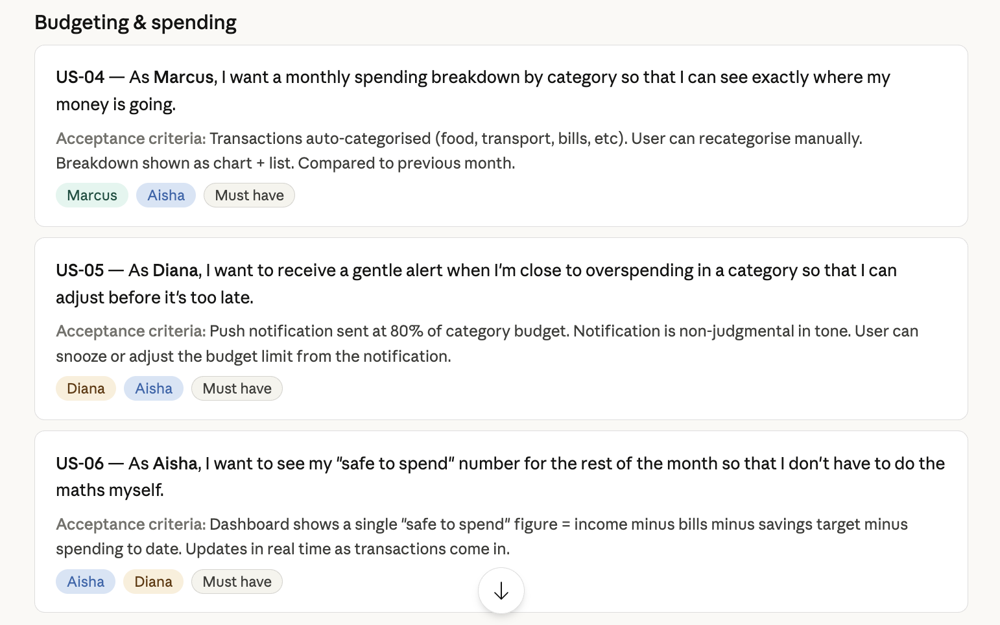 Budgeting & spending
US-04 — As Marcus, I want a monthly spending breakdown by category so that I can see exactly where my
money is going.
Acceptance criteria: Transactions auto-categorised (food, transport, bills, etc). User can recategorise manually.
Breakdown shown as chart + list. Compared to previous month.
Marcus Aisha Must have
US-05 — As Diana, I want to receive a gentle alert when I'm close to overspending in a category so that I can
adjust before it's too late.
Acceptance criteria: Push notification sent at 80% of category budget. Notification is non-judgmental in tone. User can
snooze or adjust the budget limit from the notification.
Diana Aisha Must have
US-06 — As Aisha, I want to see my "safe to spend" number for the rest of the month so that I don't have to do the
maths myself.
Acceptance criteria: Dashboard shows a single "safe to spend" figure = income minus bills minus savings target minus
spending to date. Updates in real time as transactions come in.
Aisha Diana Must have